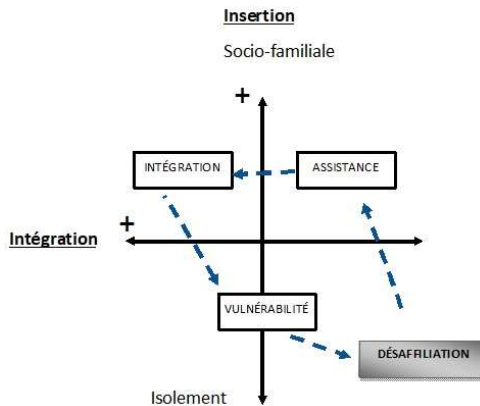 Insertion
Socio-familiale
+
INTÉGRATION
ASSISTANCE
+
Intégration
VULNÉRABILITÉ
DÉSAFFILIATION
Isolement